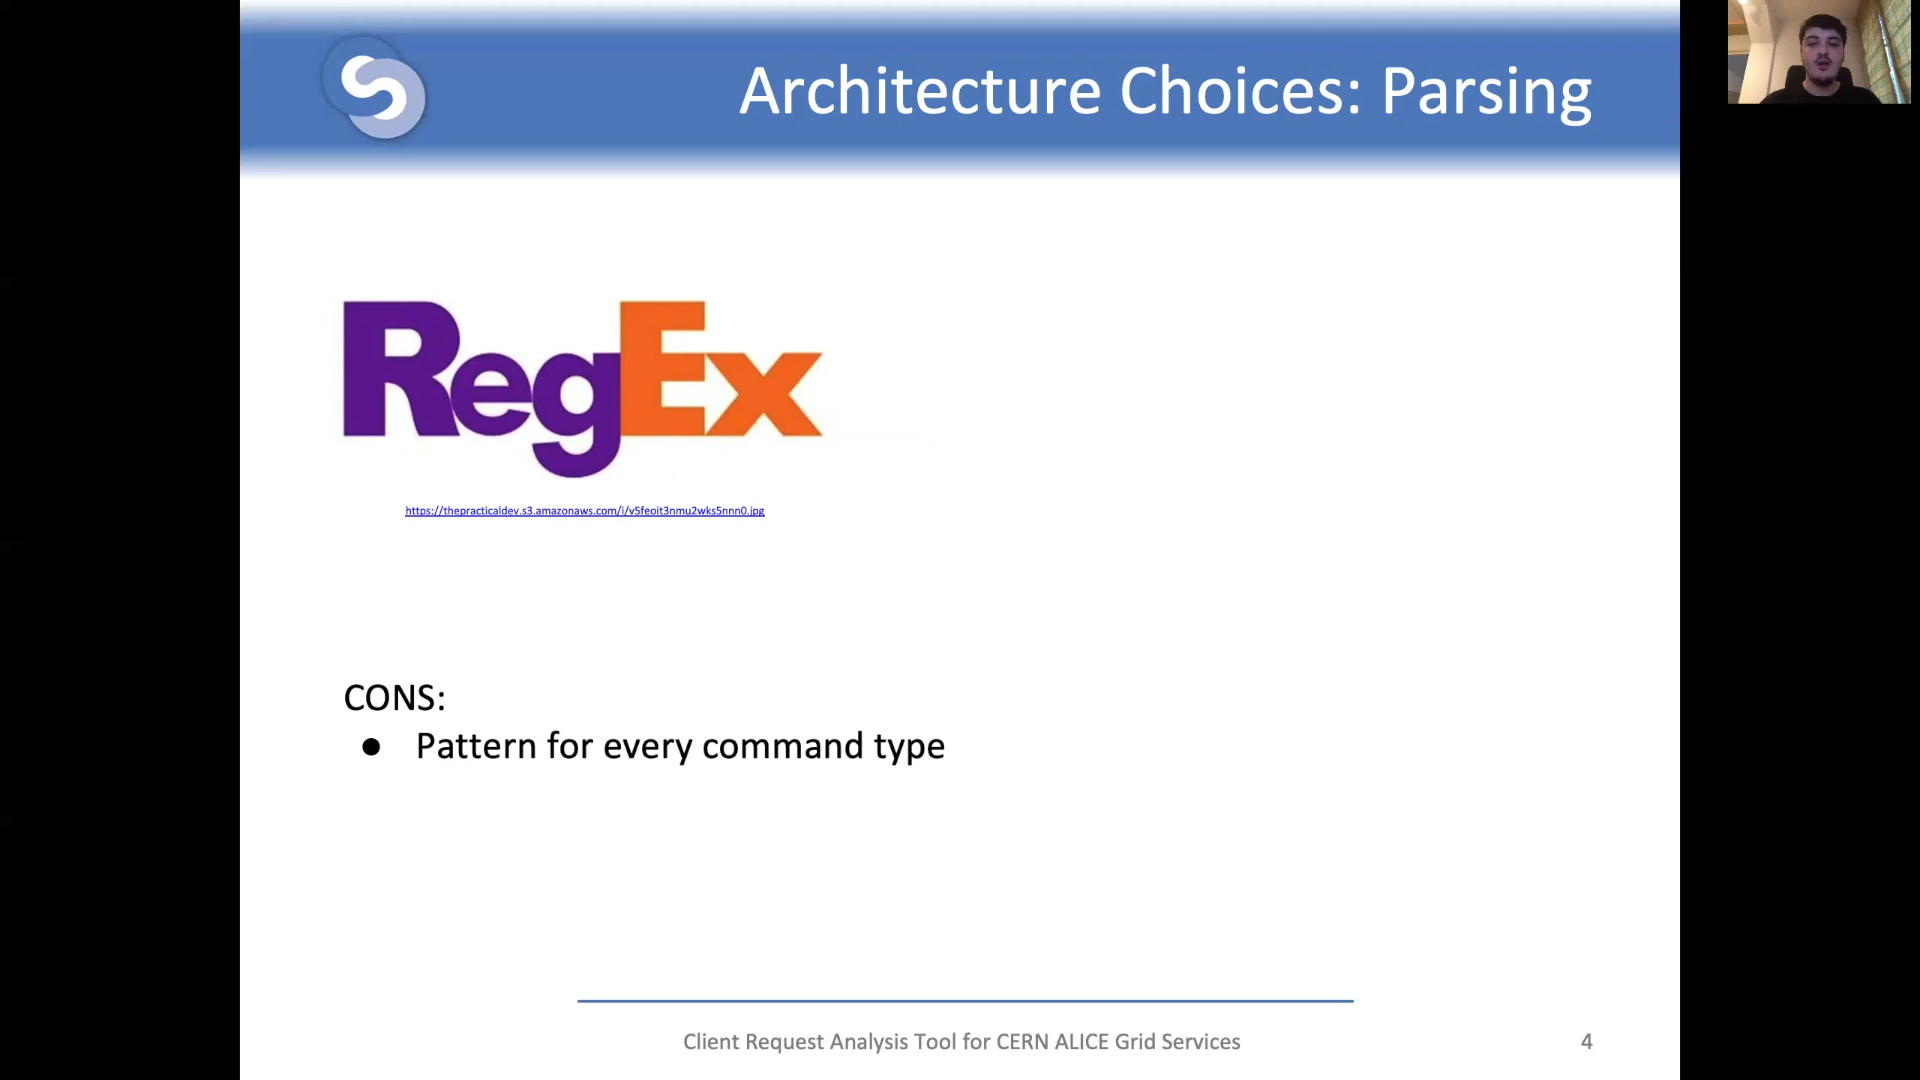 Architecture Choices: Parsing
RegEx
https://thepracticaldev.s3.amazonaws.com/i/v5feoit3nmu2wks5nnn0.jpg
CONS:
● Pattern for every command type
Client Request Analysis Tool for CERN ALICE Grid Services
4